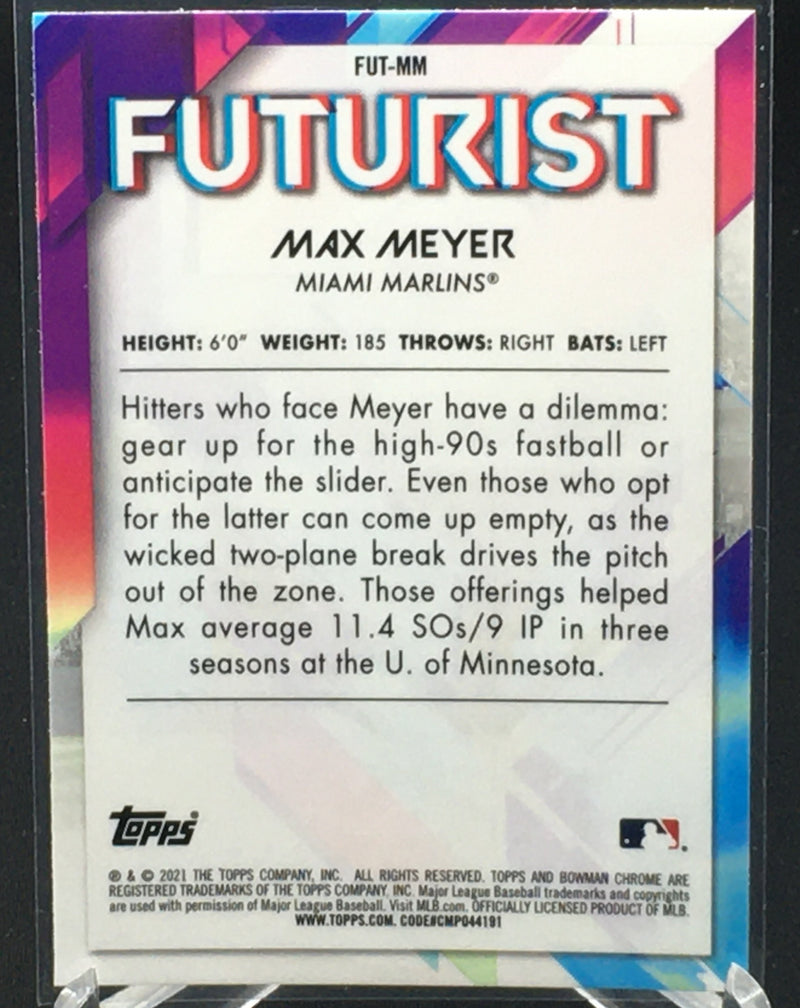 FUT-MM
FUTURIST
MAX MEYER
MIAMI MARLINS®
HEIGHT: 6'0" WEIGHT: 185 THROWS: RIGHT BATS: LEFT
Hitters who face Meyer have a dilemma:
gear up for the high-90s fastball or
anticipate the slider. Even those who opt
for the latter can come up empty, as the
wicked two-plane break drives the pitch
out of the zone. Those offerings helped
Max average 11.4 SOs/9 IP in three
seasons at the U. of Minnesota.
topps
® & © 2021 THE TOPPS COMPANY, INC. ALL RIGHTS RESERVED. TOPPS AND BOWMAN CHROME ARE
REGISTERED TRADEMARKS OF THE TOPPS COMPANY, INC. Major League Baseball trademarks and copyrights
are used with permission of Major League Baseball. Visit MLB.com. OFFICIALLY LICENSED PRODUCT OF MLB.
WWW.TOPPS.COM. CODE#CMP044191